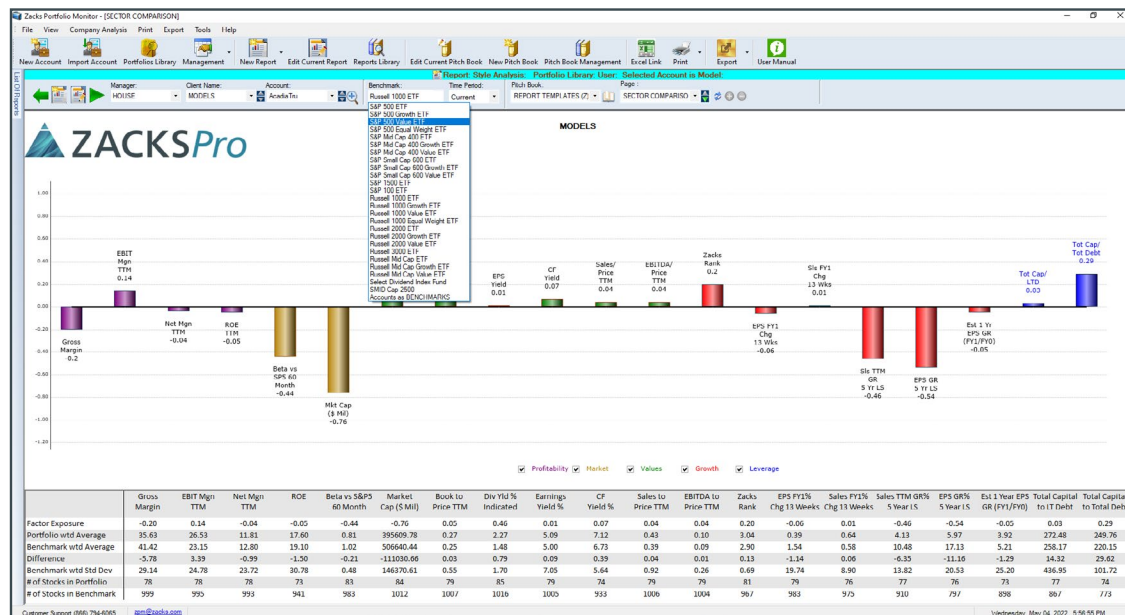 Zacks Portfolio Monitor - [SECTOR COMPARISON]
File View Company Analysis Print Export Tools Help
New Account Import Account Portfolios Library Management New Report Edit Current Report Reports Library Edit Current Pitch Book New Pitch Book Pitch Book Management Excel Link Print Export User Manual
Report: Style Analysis: Portfolio Library: User: Selected Account is Model:
List Of Reports
Manager: Client Name: Account: Benchmark: Time Period: Pitch Book: Page :
HOUSE MODELS AcadiaTru Russell 1000 ETF Current REPORT TEMPLATES (Z) SECTOR COMPARISO
S&P 500 ETF
S&P 500 Growth ETF
S&P 500 Value ETF
S&P 500 Equal Weight ETF
S&P Mid Cap 400 ETF
S&P Mid Cap 400 Growth ETF
S&P Mid Cap 400 Value ETF
S&P Small Cap 600 ETF
S&P Small Cap 600 Growth ETF
S&P Small Cap 600 Value ETF
S&P 1500 ETF
S&P 100 ETF
Russell 1000 ETF
Russell 1000 Growth ETF
Russell 1000 Value ETF
Russell 1000 Equal Weight ETF
Russell 2000 ETF
Russell 2000 Growth ETF
Russell 2000 Value ETF
Russell 3000 ETF
Russell Mid Cap ETF
Russell Mid Cap Growth ETF
Russell Mid Cap Value ETF
Select Dividend Index Fund
SMID Cap 2500
Accounts as BENCHMARKS
ZACKSPro
MODELS
1.00
0.80
0.60
0.40
0.20
0.00
-0.20
-0.40
-0.60
-0.80
-1.00
-1.20
Gross
Margin
-0.2
EBIT
Mgn
TTM
0.14
Net Mgn
TTM
-0.04
ROE
TTM
-0.05
Beta vs
SP5 60
Month
-0.44
Mkt Cap
($ Mil)
-0.76
EPS
Yield
0.01
CF
Yield
0.07
Sales/
Price
TTM
0.04
EBITDA/
Price
TTM
0.04
Zacks
Rank
0.2
EPS FY1
Chg
13 Wks
-0.06
Sls FY1
Chg
13 Wks
0.01
Sls TTM
GR
5 Yr LS
-0.46
EPS GR
5 Yr LS
-0.54
Est 1 Yr
EPS GR
(FY1/FY0)
-0.05
Tot Cap/
LTD
0.03
Tot Cap/
Tot Debt
0.29
Profitability Market Values Growth Leverage
Gross EBIT Mgn Net Mgn ROE Beta vs S&P5 Market Book to Div Yld % Earnings CF Sales to EBITDA to Zacks EPS FY1% Sales FY1% Sales TTM GR% EPS GR% Est 1 Year EPS Total Capital Total Capital
Margin TTM TTM 60 Month Cap ($ Mil) Price TTM Indicated Yield % Yield % Price TTM Price TTM Rank Chg 13 Weeks Chg 13 Weeks 5 Year LS 5 Year LS GR (FY1/FY0) to LT Debt to Total Debt
Factor Exposure -0.20 0.14 -0.04 -0.05 -0.44 -0.76 0.05 0.46 0.01 0.07 0.04 0.04 0.20 -0.06 0.01 -0.46 -0.54 -0.05 0.03 0.29
Portfolio wtd Average 35.63 26.53 11.81 17.60 0.81 395609.78 0.27 2.27 5.09 7.12 0.43 0.10 3.04 0.39 0.64 4.13 5.97 3.92 272.48 249.76
Benchmark wtd Average 41.42 23.15 12.80 19.10 1.02 506640.44 0.25 1.48 5.00 6.73 0.39 0.09 2.90 1.54 0.58 10.48 17.13 5.21 258.17 220.15
Difference -5.78 3.39 -0.99 -1.50 -0.21 -111030.66 0.03 0.79 0.09 0.39 0.04 0.01 0.13 -1.14 0.06 -6.35 -11.16 -1.29 14.32 29.62
Benchmark wtd Std Dev 29.14 24.78 23.72 30.78 0.48 146370.61 0.55 1.70 7.05 5.64 0.92 0.26 0.69 19.74 8.90 13.82 20.53 25.20 436.95 101.72
# of Stocks in Portfolio 78 78 78 73 83 84 79 85 79 74 79 79 81 79 76 77 76 73 77 74
# of Stocks in Benchmark 999 995 993 941 983 1012 1007 1016 1005 933 1006 1004 967 983 975 910 797 898 867 773
Customer Support (866) 794-6065 zpm@zacks.com Wednesday, May 04, 2022 5:56:55 PM